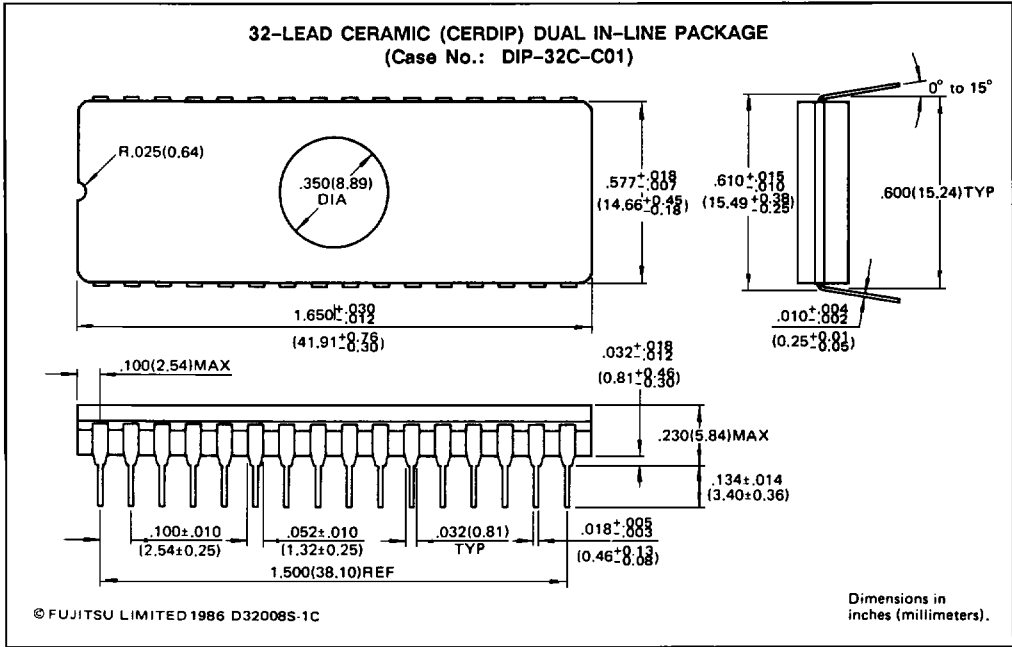 32-LEAD CERAMIC (CERDIP) DUAL IN-LINE PACKAGE
(Case No.: DIP-32C-C01)
R.025(0.64)
.350(8.89)
DIA
.577+.018
-.007
(14.66+0.45
-0.18)
.610+.015
-.010
(15.49+0.38
-0.25)
0° to 15°
.600(15.24)TYP
1.650+.030
-.012
(41.91+0.76
-0.30)
.010+.004
-.002
(0.25+0.01
-0.05)
.100(2.54)MAX
.032+.018
-.012
(0.81+0.46
-0.30)
.230(5.84)MAX
.134±.014
(3.40±0.36)
.100±.010
(2.54±0.25)
.052±.010
(1.32±0.25)
.032(0.81)
TYP
.018+.005
-.003
(0.46+0.13
-0.08)
1.500(38.10)REF
© FUJITSU LIMITED 1986 D32008S-1C
Dimensions in
inches (millimeters).